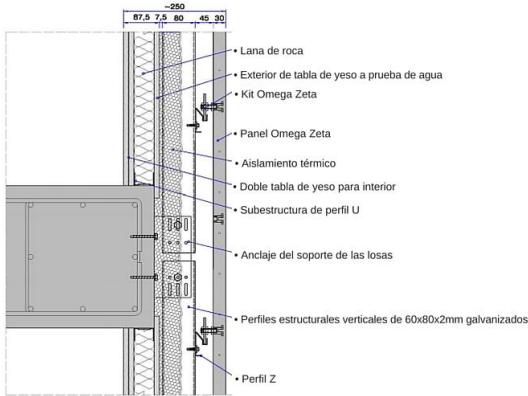 ~250
87,5 7,5 80 45 30
• Lana de roca
• Exterior de tabla de yeso a prueba de agua
• Kit Omega Zeta
• Panel Omega Zeta
• Aislamiento térmico
• Doble tabla de yeso para interior
• Subestructura de perfil U
• Anclaje del soporte de las losas
• Perfiles estructurales verticales de 60x80x2mm galvanizados
• Perfil Z